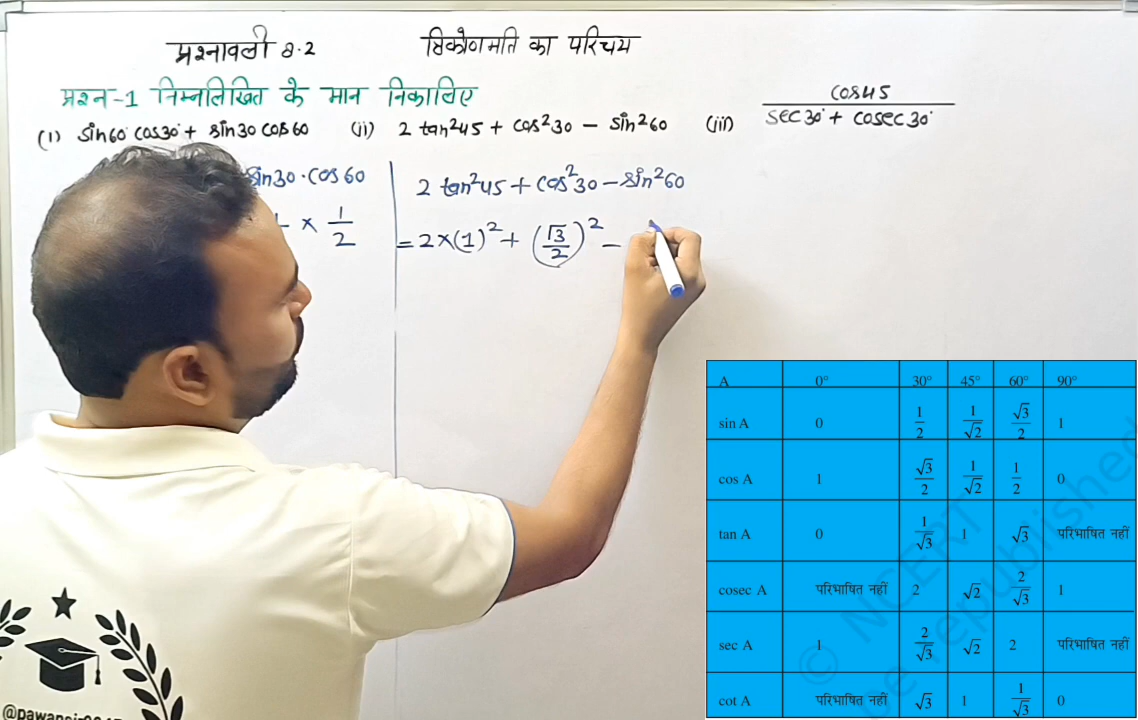 प्रश्नावली 8.2 त्रिकोणमिति का परिचय
प्रश्न-1 निम्नलिखित के मान निकालिए
(i) sin60° cos30° + sin30 cos60 (ii) 2 tan²45 + cos²30 − sin²60 (iii) cos45 / sec30° + cosec30°
sin30·cos60
× 1/2
2 tan²45 + cos²30 − sin²60
= 2×(1)² + (√3/2)² −
A 0° 30° 45° 60° 90°
sin A 0 1/2 1/√2 √3/2 1
cos A 1 √3/2 1/√2 1/2 0
tan A 0 1/√3 1 √3 परिभाषित नहीं
cosec A परिभाषित नहीं 2 √2 2/√3 1
sec A 1 2/√3 √2 2 परिभाषित नहीं
cot A परिभाषित नहीं √3 1 1/√3 0
© NCERT
be republished